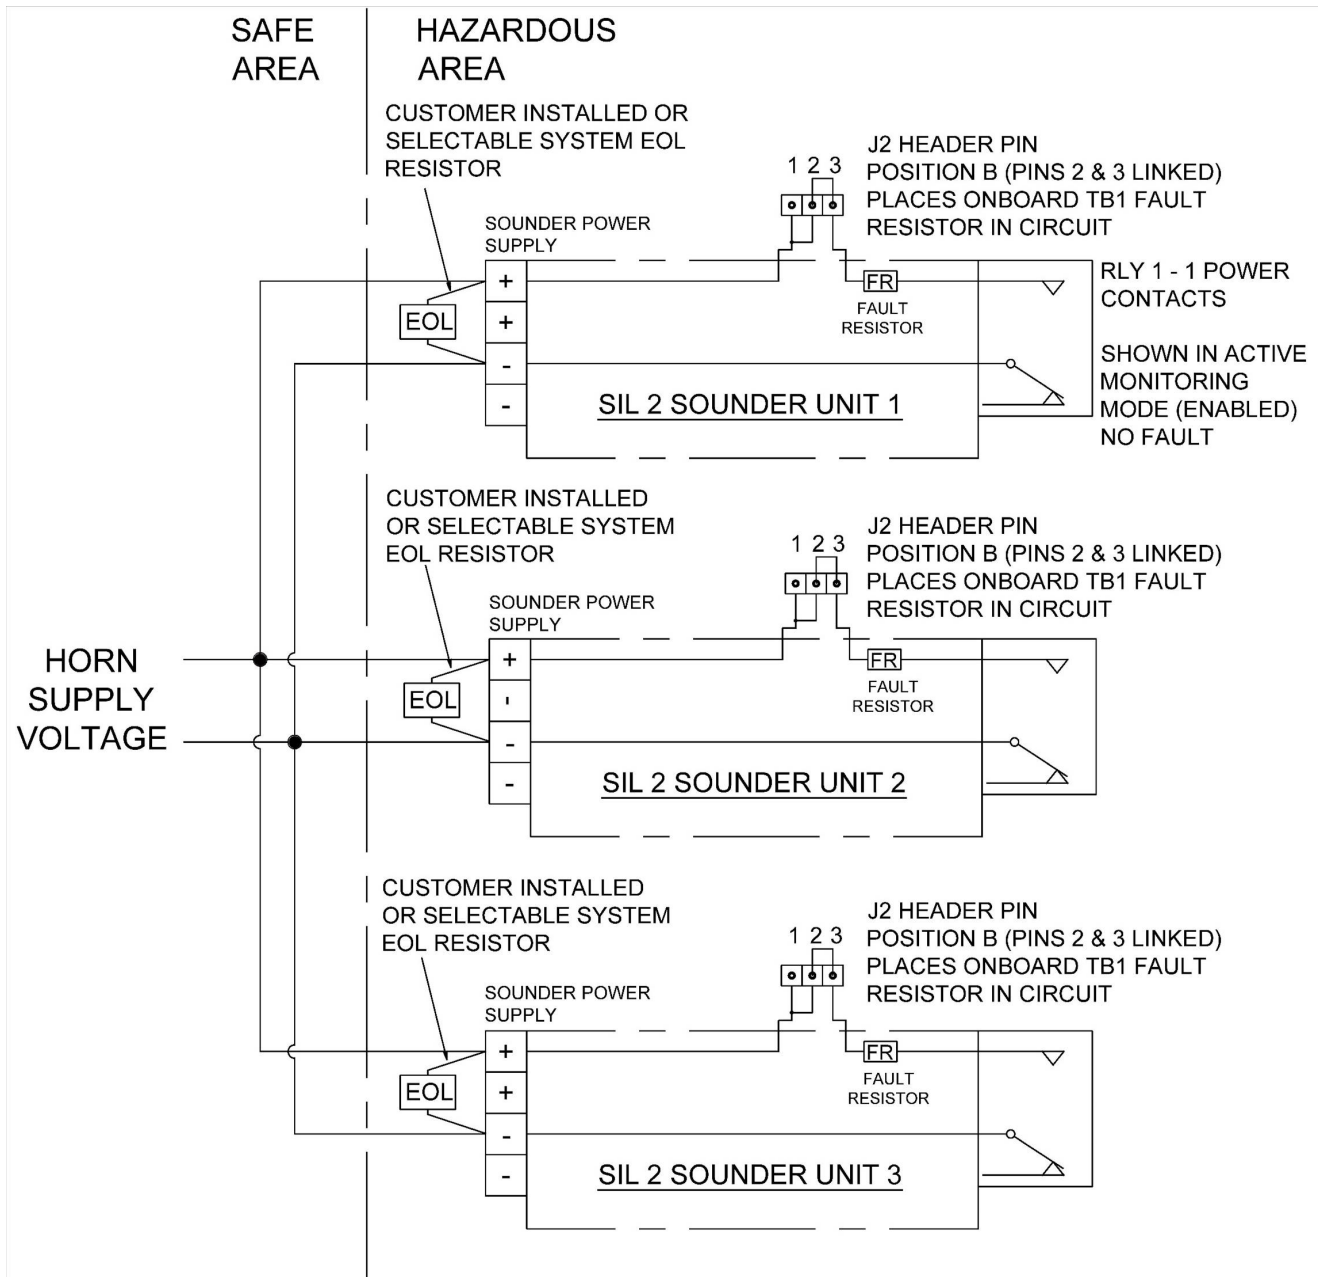 SAFE
AREA
HAZARDOUS
AREA
CUSTOMER INSTALLED OR
SELECTABLE SYSTEM EOL
RESISTOR
J2 HEADER PIN
POSITION B (PINS 2 & 3 LINKED)
PLACES ONBOARD TB1 FAULT
RESISTOR IN CIRCUIT
1 2 3
SOUNDER POWER
SUPPLY
+
+
-
-
EOL
FR
FAULT
RESISTOR
RLY 1 - 1 POWER
CONTACTS
SHOWN IN ACTIVE
MONITORING
MODE (ENABLED)
NO FAULT
SIL 2 SOUNDER UNIT 1
CUSTOMER INSTALLED
OR SELECTABLE SYSTEM
EOL RESISTOR
J2 HEADER PIN
POSITION B (PINS 2 & 3 LINKED)
PLACES ONBOARD TB1 FAULT
RESISTOR IN CIRCUIT
1 2 3
SOUNDER POWER
SUPPLY
+
-
-
-
EOL
FR
FAULT
RESISTOR
SIL 2 SOUNDER UNIT 2
HORN
SUPPLY
VOLTAGE
CUSTOMER INSTALLED
OR SELECTABLE SYSTEM
EOL RESISTOR
J2 HEADER PIN
POSITION B (PINS 2 & 3 LINKED)
PLACES ONBOARD TB1 FAULT
RESISTOR IN CIRCUIT
1 2 3
SOUNDER POWER
SUPPLY
+
+
-
-
EOL
FR
FAULT
RESISTOR
SIL 2 SOUNDER UNIT 3